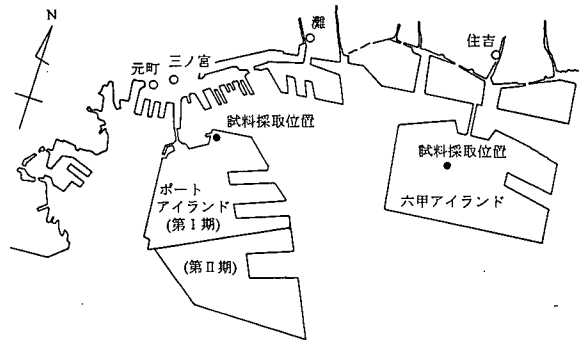 N
灘
住吉
三ノ宮
元町
試料採取位置
試料採取位置
ポート
アイランド
(第Ⅰ期)
六甲アイランド
(第Ⅱ期)